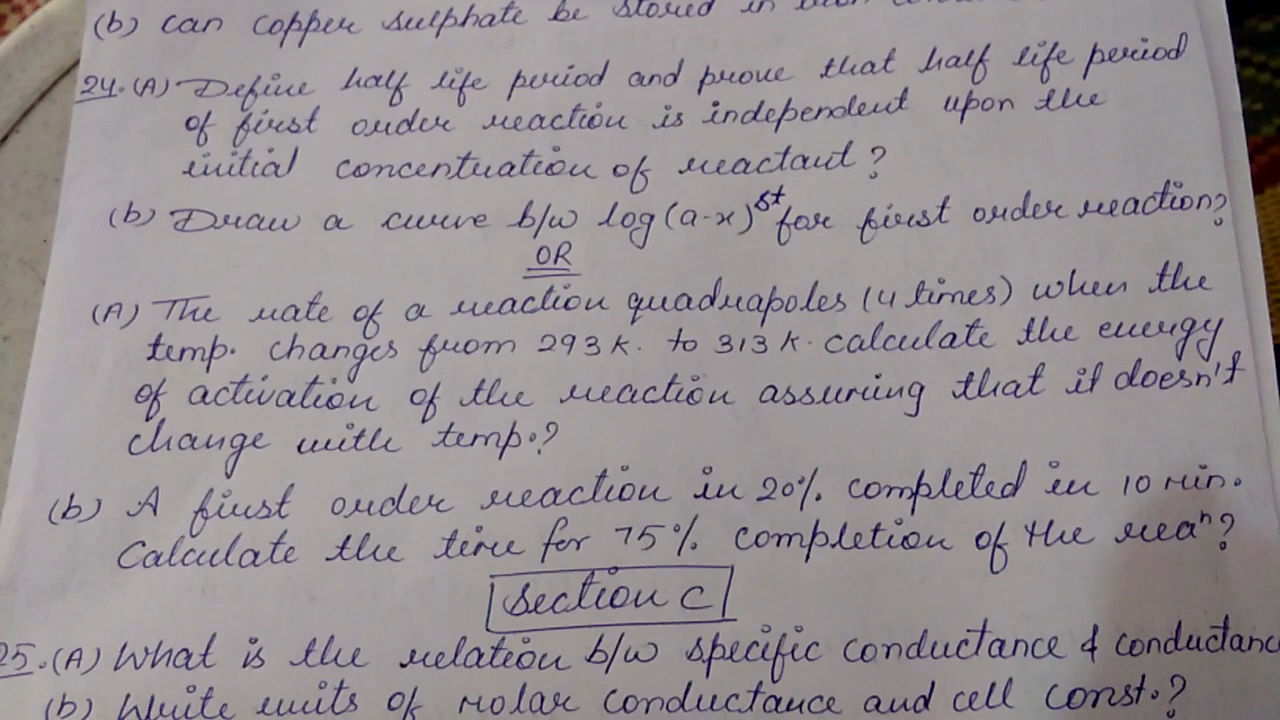 (b) can copper sulphate be stored in
24. (A) Define half life period and prove that half life period
of first order reaction is independent upon the
initial concentration of reactant?
(b) Draw a curve b/w log (a-x) st for first order reaction?
OR
(A) The rate of a reaction quadrapoles (4 times) when the
temp. changes from 293 K. to 313 K. calculate the energy
of activation of the reaction assuming that it doesn't
change with temp.?
(b) A first order reaction in 20% completed in 10 min.
Calculate the time for 75% completion of the reaⁿ?
Section C
25. (A) What is the relation b/w specific conductance & conductanc
(b) Write units of Molar conductance and cell const.?